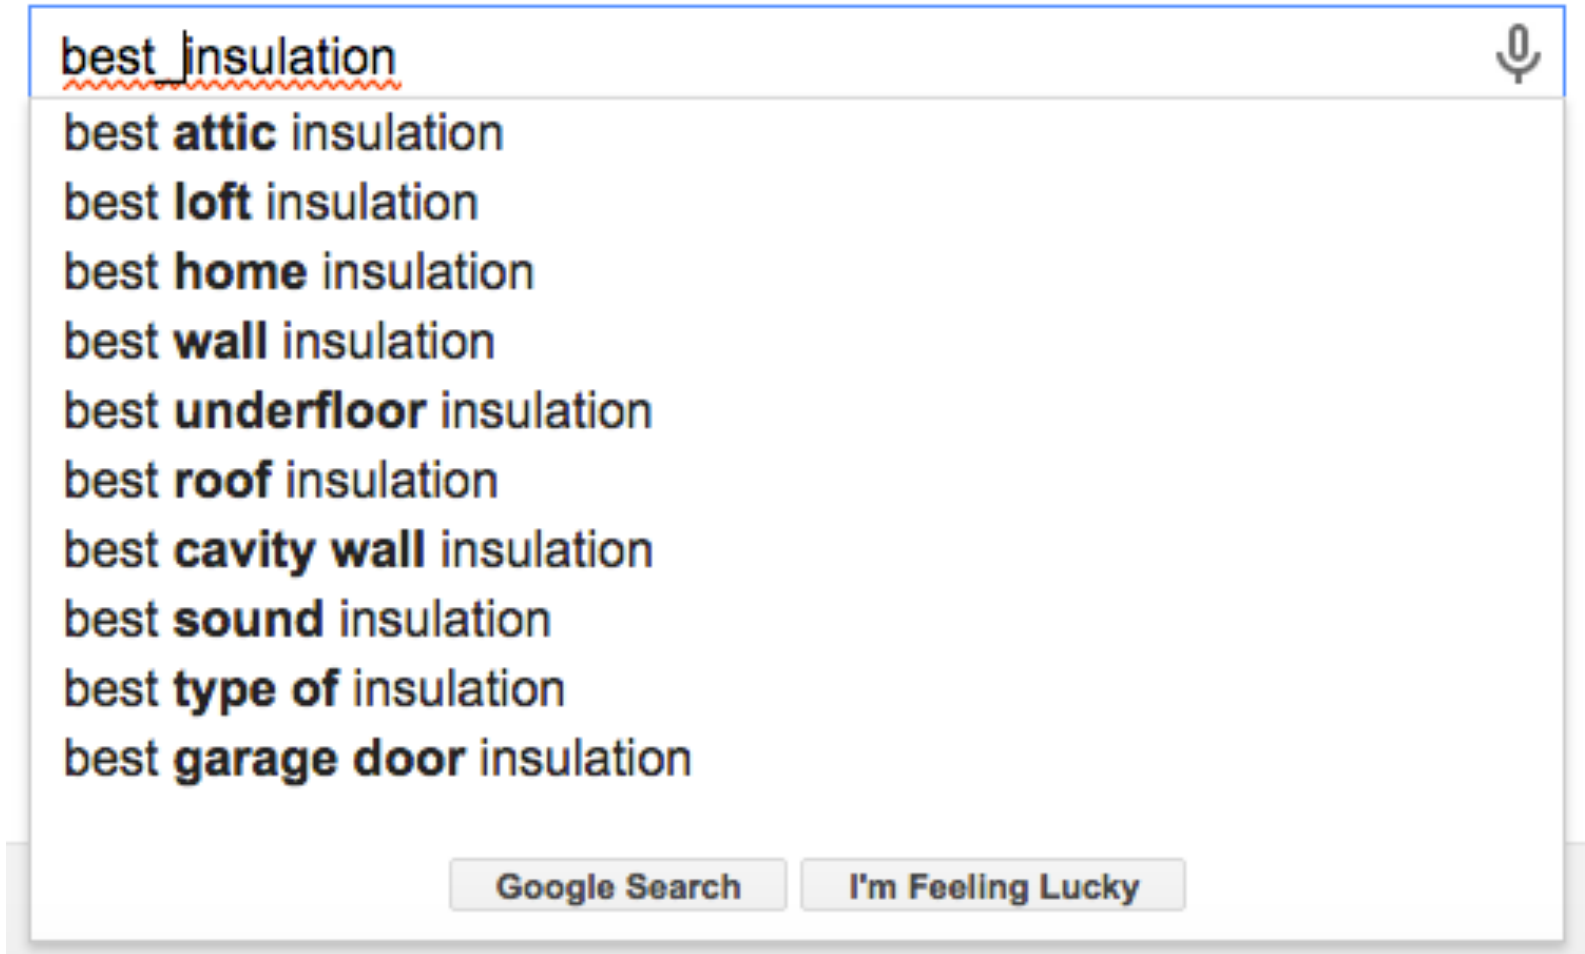 best_insulation
best attic insulation
best loft insulation
best home insulation
best wall insulation
best underfloor insulation
best roof insulation
best cavity wall insulation
best sound insulation
best type of insulation
best garage door insulation
Google Search I'm Feeling Lucky